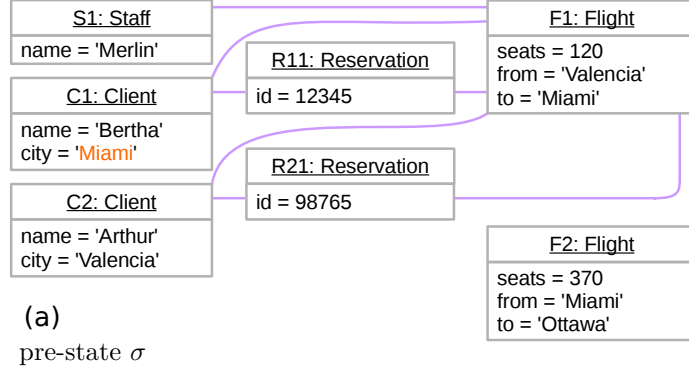 S1: Staff
name = 'Merlin'
C1: Client
name = 'Bertha'
city = 'Miami'
C2: Client
name = 'Arthur'
city = 'Valencia'
R11: Reservation
id = 12345
R21: Reservation
id = 98765
F1: Flight
seats = 120
from = 'Valencia'
to = 'Miami'
F2: Flight
seats = 370
from = 'Miami'
to = 'Ottawa'
(a)
pre-state σ